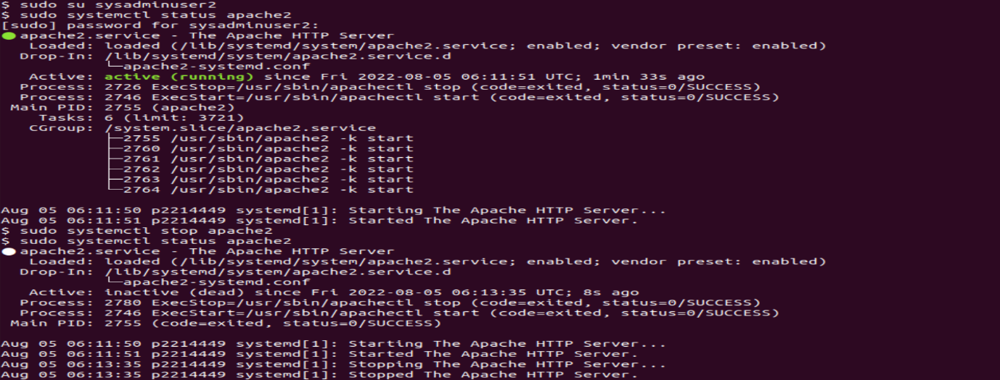 $ sudo su sysadminuser2
$ sudo systemctl status apache2
[sudo] password for sysadminuser2:
● apache2.service - The Apache HTTP Server
   Loaded: loaded (/lib/systemd/system/apache2.service; enabled; vendor preset: enabled)
  Drop-In: /lib/systemd/system/apache2.service.d
           └─apache2-systemd.conf
   Active: active (running) since Fri 2022-08-05 06:11:51 UTC; 1min 33s ago
  Process: 2726 ExecStop=/usr/sbin/apachectl stop (code=exited, status=0/SUCCESS)
  Process: 2746 ExecStart=/usr/sbin/apachectl start (code=exited, status=0/SUCCESS)
 Main PID: 2755 (apache2)
    Tasks: 6 (limit: 3721)
   CGroup: /system.slice/apache2.service
           ├─2755 /usr/sbin/apache2 -k start
           ├─2760 /usr/sbin/apache2 -k start
           ├─2761 /usr/sbin/apache2 -k start
           ├─2762 /usr/sbin/apache2 -k start
           ├─2763 /usr/sbin/apache2 -k start
           └─2764 /usr/sbin/apache2 -k start

Aug 05 06:11:50 p2214449 systemd[1]: Starting The Apache HTTP Server...
Aug 05 06:11:51 p2214449 systemd[1]: Started The Apache HTTP Server.
$ sudo systemctl stop apache2
$ sudo systemctl status apache2
● apache2.service - The Apache HTTP Server
   Loaded: loaded (/lib/systemd/system/apache2.service; enabled; vendor preset: enabled)
  Drop-In: /lib/systemd/system/apache2.service.d
           └─apache2-systemd.conf
   Active: inactive (dead) since Fri 2022-08-05 06:13:35 UTC; 8s ago
  Process: 2780 ExecStop=/usr/sbin/apachectl stop (code=exited, status=0/SUCCESS)
  Process: 2746 ExecStart=/usr/sbin/apachectl start (code=exited, status=0/SUCCESS)
 Main PID: 2755 (code=exited, status=0/SUCCESS)

Aug 05 06:11:50 p2214449 systemd[1]: Starting The Apache HTTP Server...
Aug 05 06:11:51 p2214449 systemd[1]: Started The Apache HTTP Server.
Aug 05 06:13:35 p2214449 systemd[1]: Stopping The Apache HTTP Server...
Aug 05 06:13:35 p2214449 systemd[1]: Stopped The Apache HTTP Server.